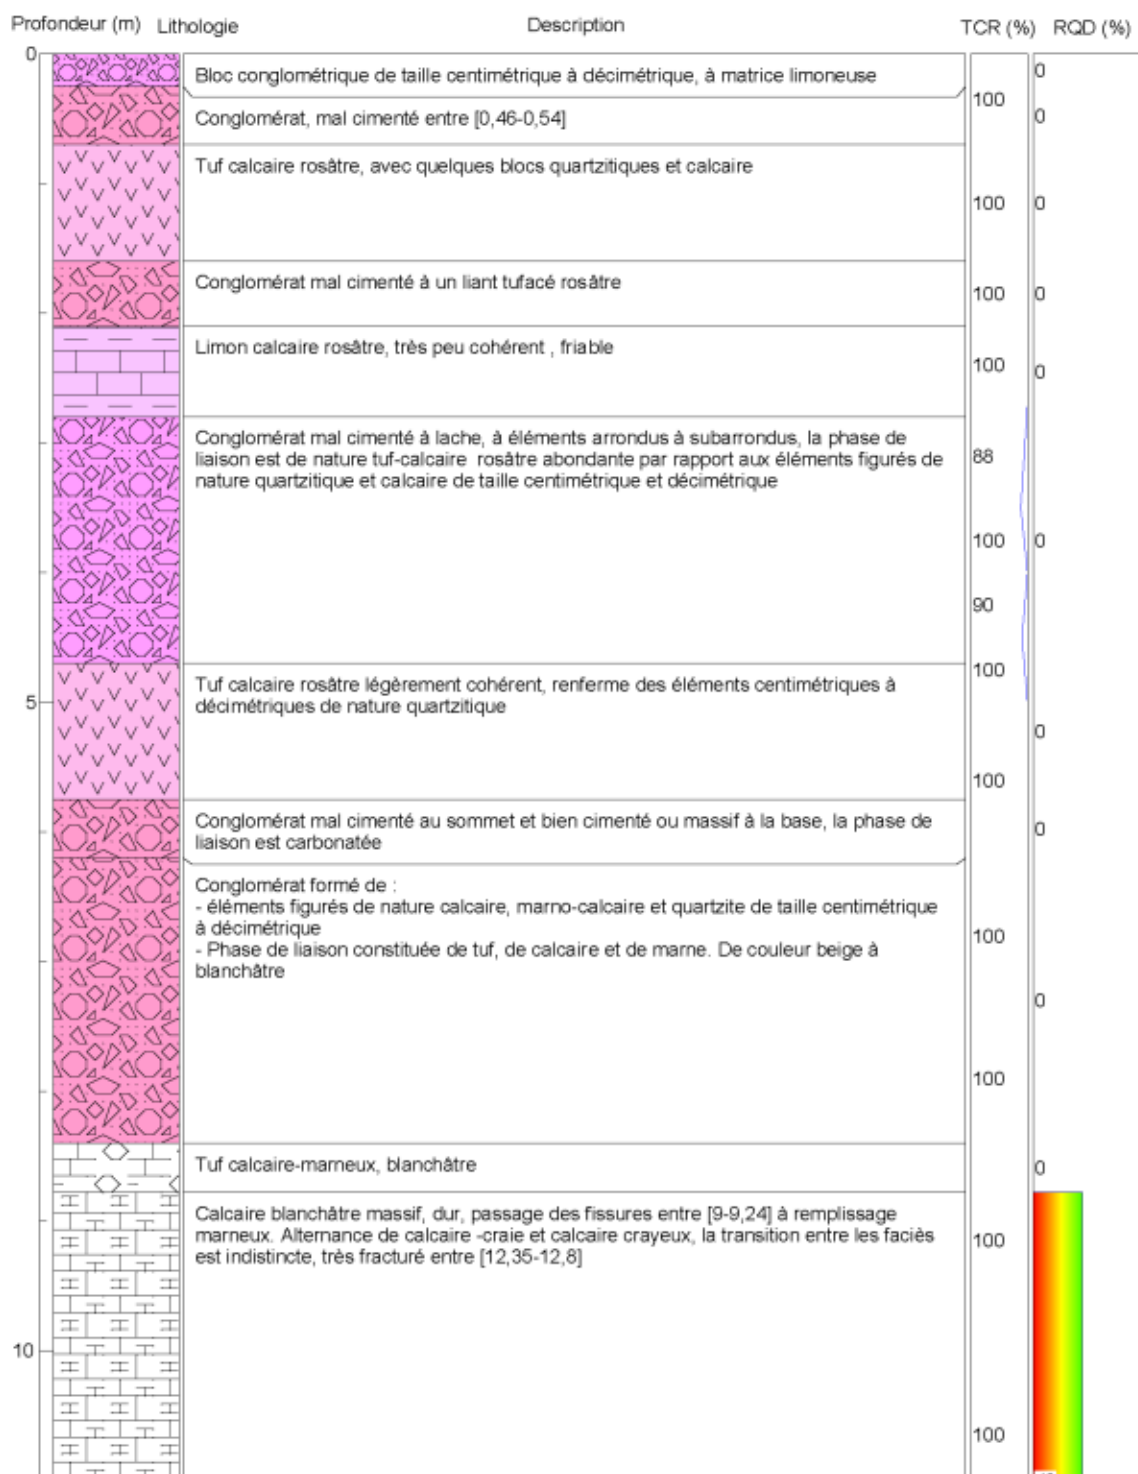 Profondeur (m) Lithologie Description TCR (%) RQD (%)
0
0
Bloc conglométrique de taille centimétrique à décimétrique, à matrice limoneuse
100
Conglomérat, mal cimenté entre [0,46-0,54]
0
Tuf calcaire rosâtre, avec quelques blocs quartzitiques et calcaire
100 0
Conglomérat mal cimenté à un liant tufacé rosâtre
100 0
Limon calcaire rosâtre, très peu cohérent , friable
100 0
Conglomérat mal cimenté à lache, à éléments arrondus à subarrondus, la phase de
liaison est de nature tuf-calcaire rosâtre abondante par rapport aux éléments figurés de
nature quartzitique et calcaire de taille centimétrique et décimétrique
88
100 0
90
100
Tuf calcaire rosâtre légèrement cohérent, renferme des éléments centimétriques à
décimétriques de nature quartzitique
5
0
100
Conglomérat mal cimenté au sommet et bien cimenté ou massif à la base, la phase de
liaison est carbonatée
0
Conglomérat formé de :
- éléments figurés de nature calcaire, marno-calcaire et quartzite de taille centimétrique
à décimétrique
- Phase de liaison constituée de tuf, de calcaire et de marne. De couleur beige à
blanchâtre
100
0
100
Tuf calcaire-marneux, blanchâtre
0
Calcaire blanchâtre massif, dur, passage des fissures entre [9-9,24] à remplissage
marneux. Alternance de calcaire -craie et calcaire crayeux, la transition entre les faciès
est indistincte, très fracturé entre [12,35-12,8]
100
10
100